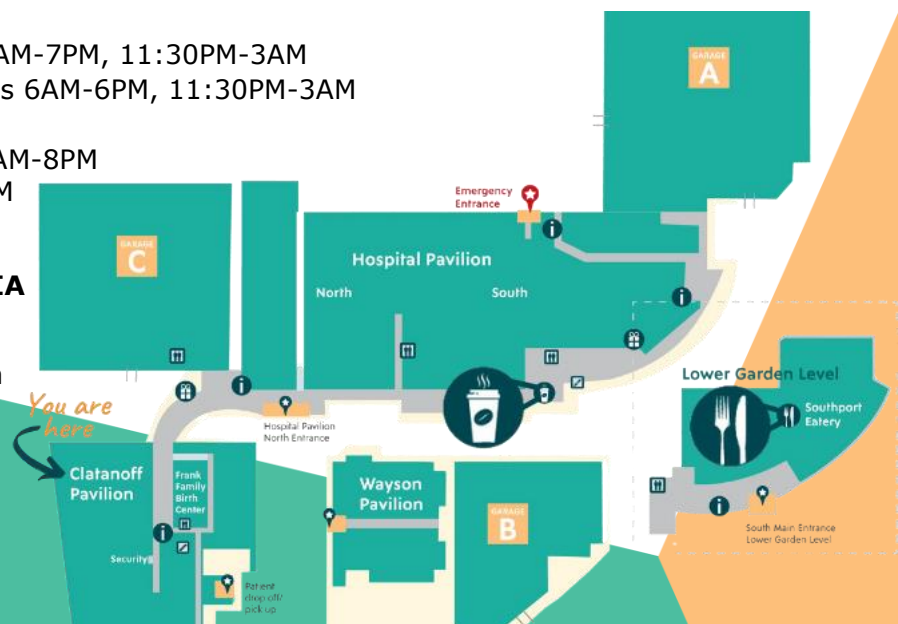 AM-7PM, 11:30PM-3AM
s 6AM-6PM, 11:30PM-3AM
AM-8PM
GARAGE
A
Emergency
Entrance
GARAGE
C
Hospital Pavilion
North
South
Lower Garden Level
Southport
Eatery
You are
here
Hospital Pavilion
North Entrance
Clatanoff
Pavilion
Frank
Family
Birth
Center
Wayson
Pavilion
GARAGE
B
South Main Entrance
Lower Garden Level
Security
Patient
drop off/
pick up